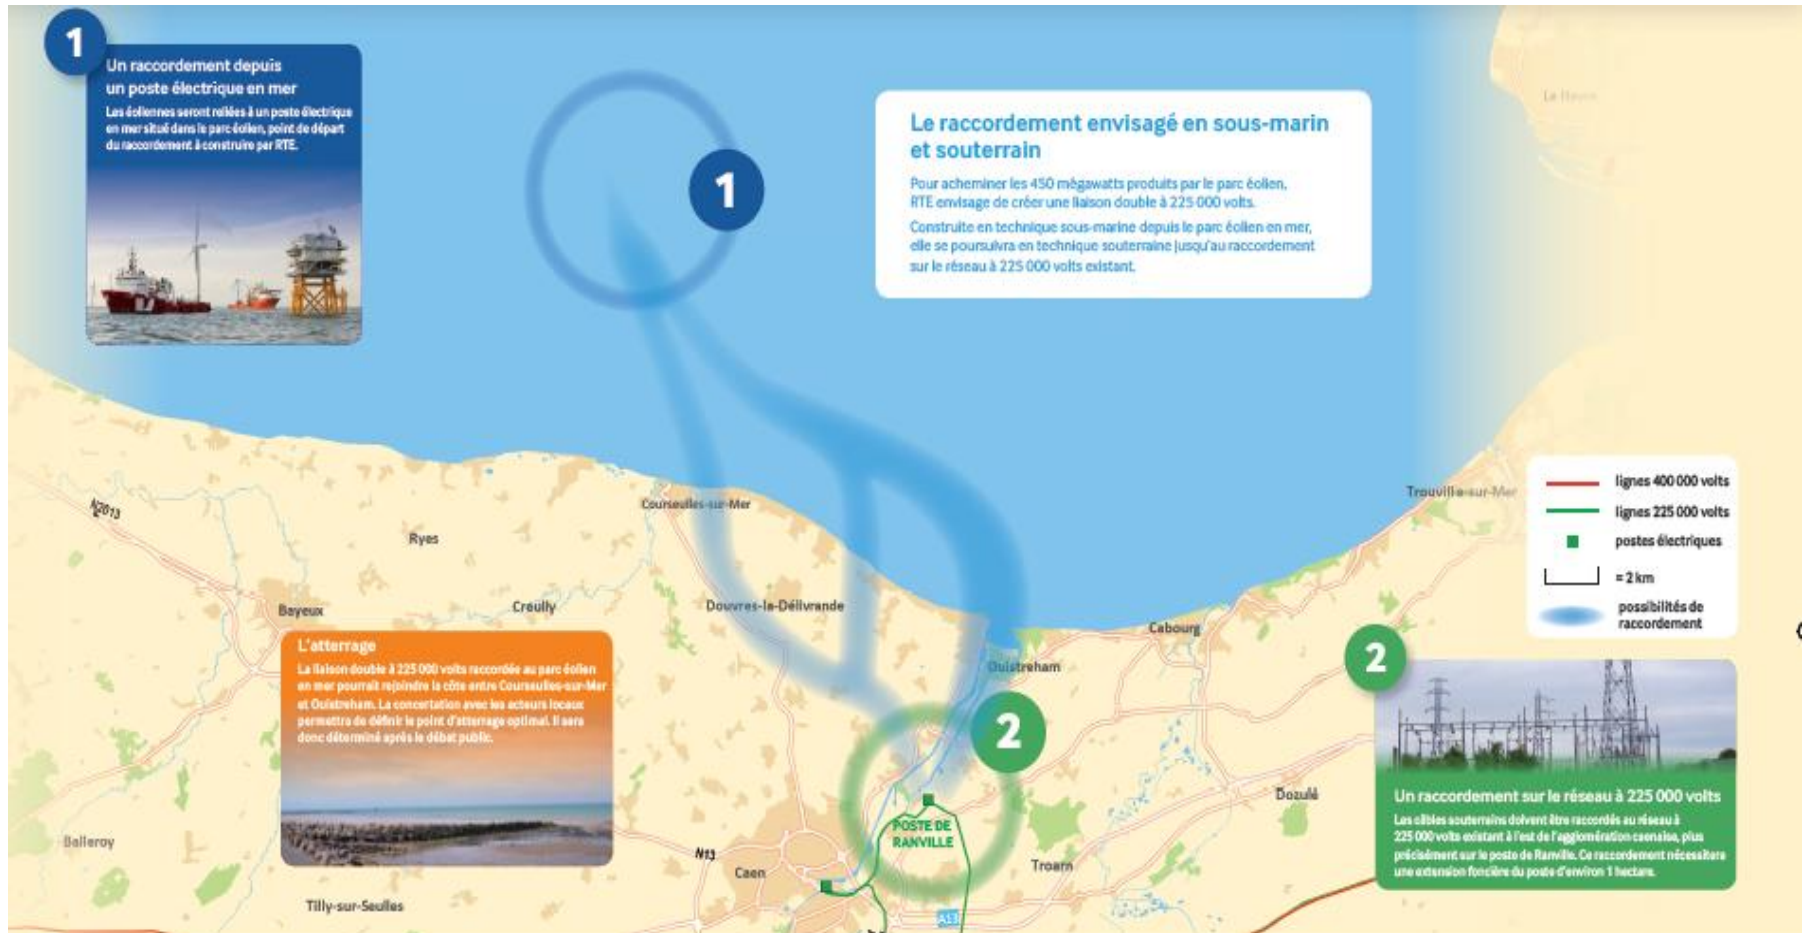 1
Un raccordement depuis
un poste électrique en mer
Les éoliennes seront reliées à un poste électrique
en mer situé dans le parc éolien, point de départ
du raccordement à construire par RTE.
1
Le raccordement envisagé en sous-marin
et souterrain
Pour acheminer les 450 mégawatts produits par le parc éolien,
RTE envisage de créer une liaison double à 225 000 volts.
Construite en technique sous-marine depuis le parc éolien en mer,
elle se poursuivra en technique souterraine jusqu'au raccordement
sur le réseau à 225 000 volts existant.
Le Havre
lignes 400 000 volts
lignes 225 000 volts
postes électriques
= 2 km
possibilités de
raccordement
Trouville-sur-Mer
Courseulles-sur-Mer
N2013
Ryes
Bayeux
Creully
Douvres-la-Délivrande
Cabourg
Ouistreham
L'atterrage
La liaison double à 225 000 volts raccordée au parc éolien
en mer pourrait rejoindre la côte entre Courseulles-sur-Mer
et Ouistreham. La concertation avec les acteurs locaux
permettra de définir le point d'atterrage optimal. Il sera
donc déterminé après le débat public.
2
2
Un raccordement sur le réseau à 225 000 volts
Les câbles souterrains doivent être raccordés au réseau à
225 000 volts existant à l'est de l'agglomération caennaise, plus
précisément sur le poste de Ranville. Ce raccordement nécessitera
une extension foncière du poste d'environ 1 hectare.
Dozulé
POSTE DE
RANVILLE
Balleroy
N13
Caen
Troarn
Tilly-sur-Seulles
A13